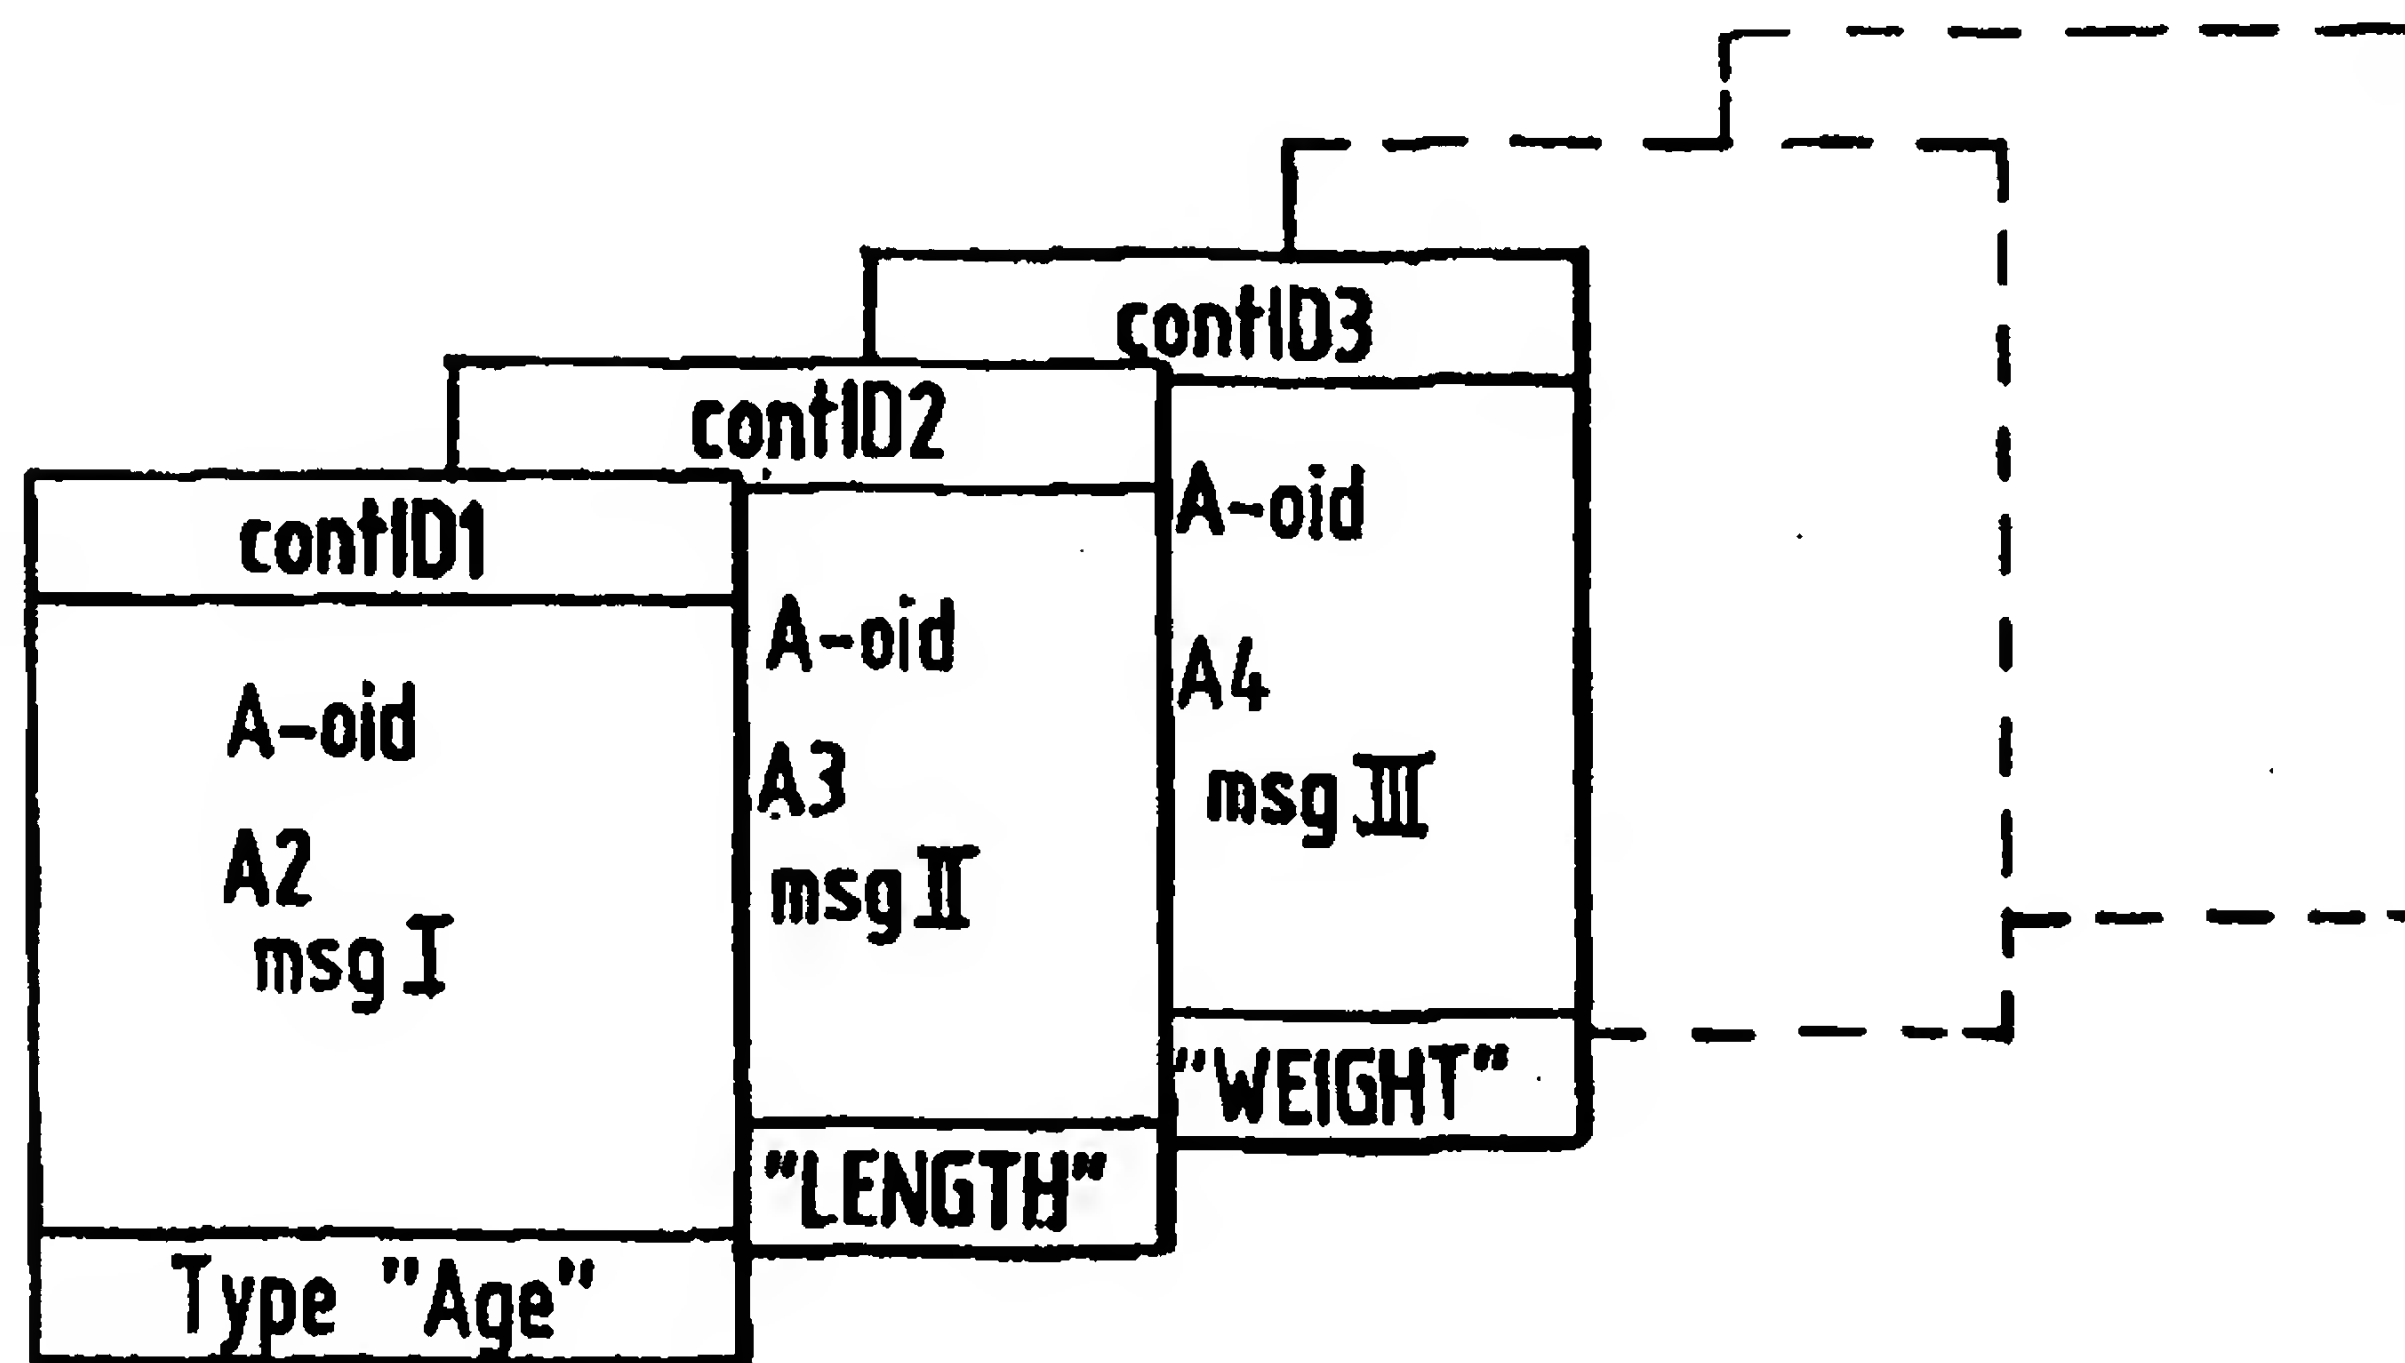 contID1
A-oid
A2
msg I
Type "Age"
contID2
A-oid
A3
msg II
"LENGTH"
contID3
A-oid
A4
msg III
"WEIGHT"